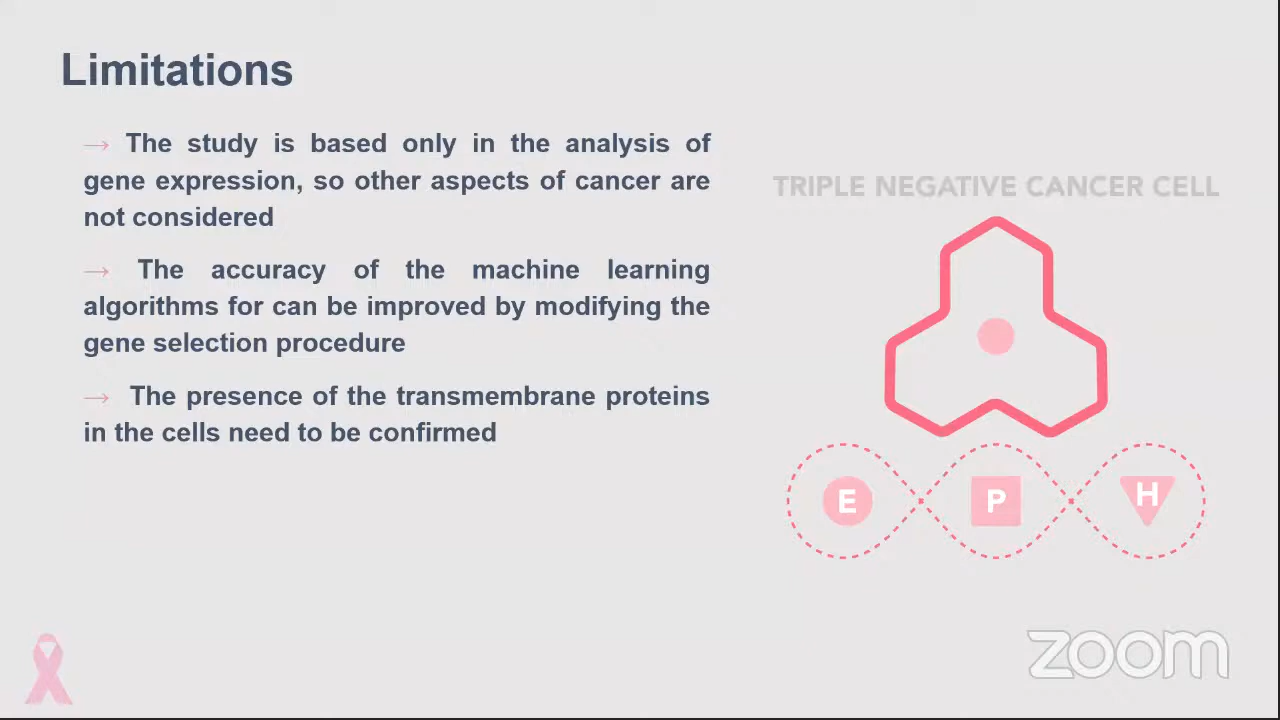 Limitations
→ The study is based only in the analysis of
gene expression, so other aspects of cancer are
not considered
→ The accuracy of the machine learning
algorithms for can be improved by modifying the
gene selection procedure
→ The presence of the transmembrane proteins
in the cells need to be confirmed
TRIPLE NEGATIVE CANCER CELL
E P H
zoom